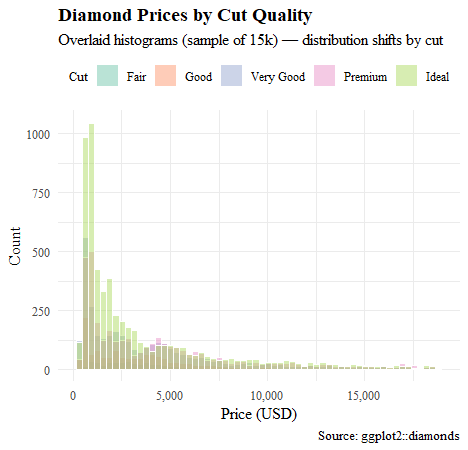 Diamond Prices by Cut Quality
Overlaid histograms (sample of 15k) — distribution shifts by cut
Cut Fair Good Very Good Premium Ideal
1000
750
500
250
0
Count
0 5,000 10,000 15,000
Price (USD)
Source: ggplot2::diamonds